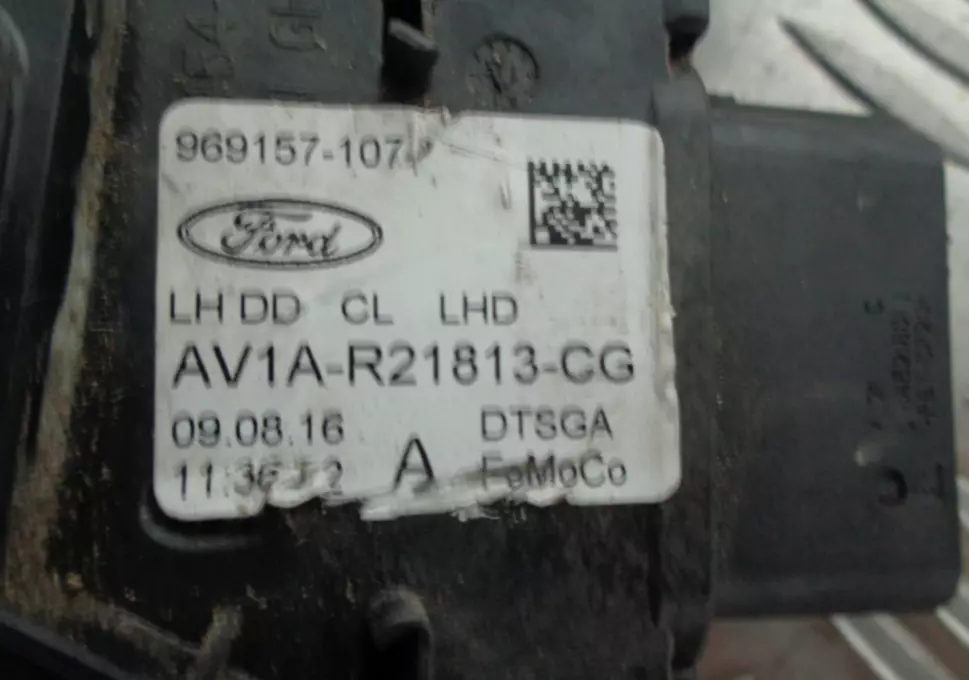 969157-107
Ford
LH DD CL LHD
AV1A-R21813-CG
09.08.16 DTSGA
A FoMoCo